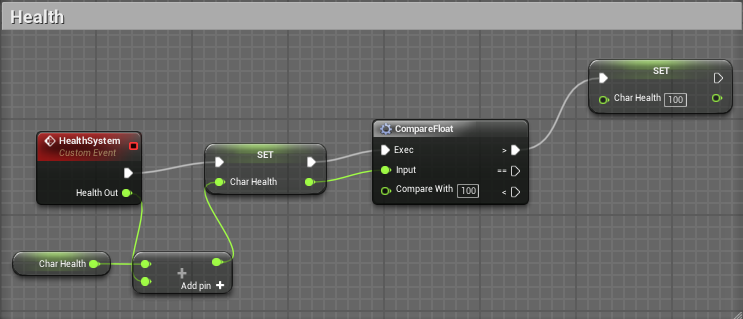 Health
SET
Char Health 100
HealthSystem
Custom Event
Health Out
SET
Char Health
CompareFloat
Exec >
Input ==
Compare With 100 <
Char Health
+
Add pin +